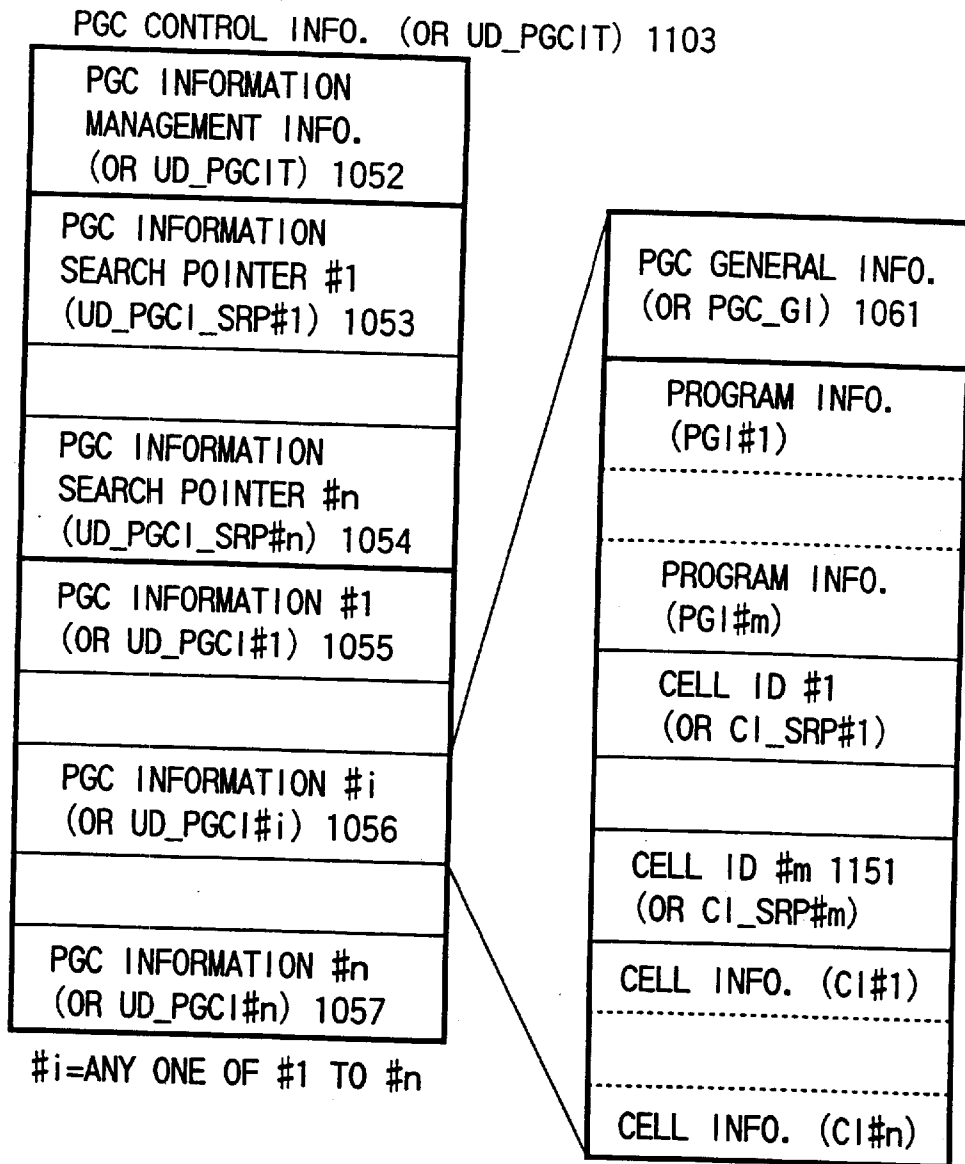 PGC CONTROL INFO. (OR UD_PGCIT) 1103
PGC INFORMATION
MANAGEMENT INFO.
(OR UD_PGCIT) 1052
PGC INFORMATION
SEARCH POINTER #1
(UD_PGCI_SRP#1) 1053
PGC INFORMATION
SEARCH POINTER #n
(UD_PGCI_SRP#n) 1054
PGC INFORMATION #1
(OR UD_PGCI#1) 1055
PGC INFORMATION #i
(OR UD_PGCI#i) 1056
PGC INFORMATION #n
(OR UD_PGCI#n) 1057
#i=ANY ONE OF #1 TO #n
PGC GENERAL INFO.
(OR PGC_GI) 1061
PROGRAM INFO.
(PGI#1)
PROGRAM INFO.
(PGI#m)
CELL ID #1
(OR CI_SRP#1)
CELL ID #m 1151
(OR CI_SRP#m)
CELL INFO. (CI#1)
CELL INFO. (CI#n)